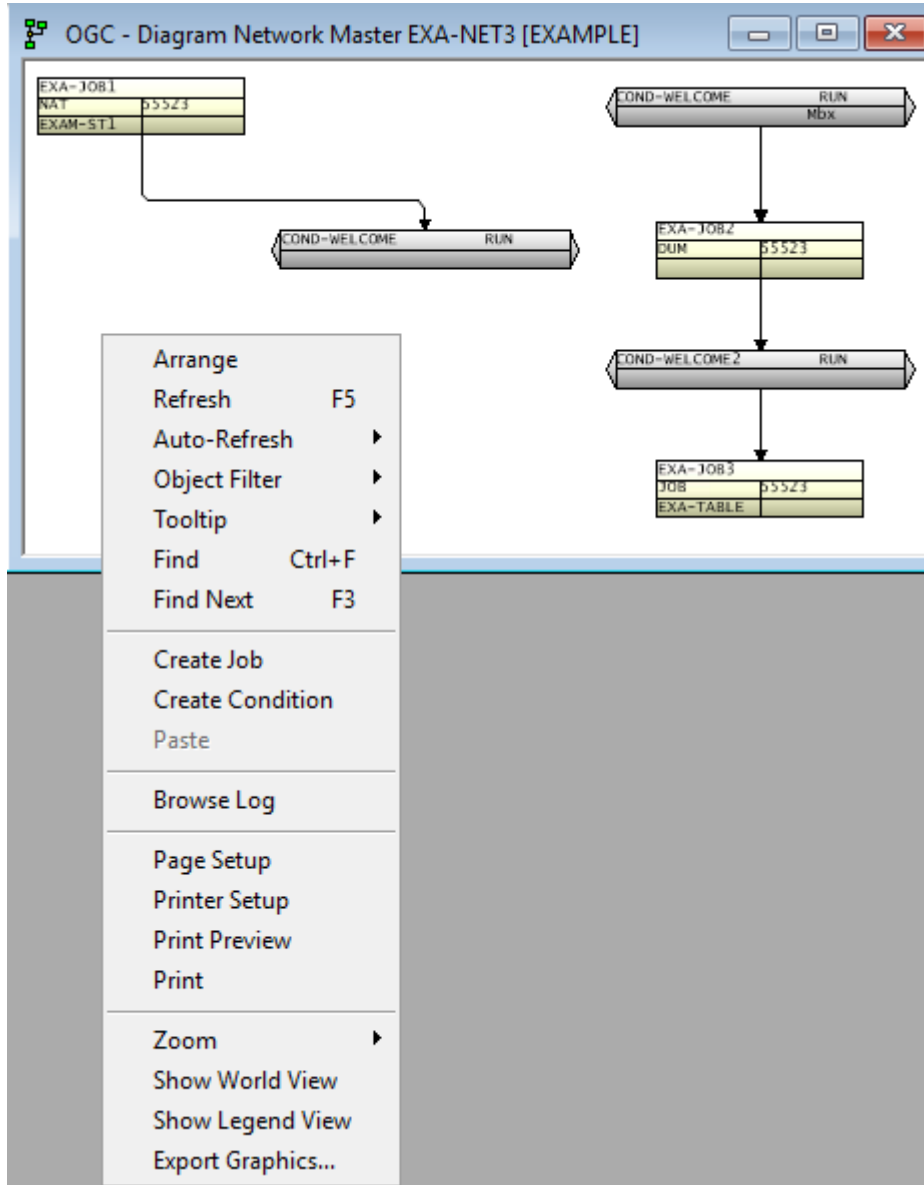 OGC - Diagram Network Master EXA-NET3 [EXAMPLE]
EXA-JOB1
NAT 55523
EXAM-ST1
COND-WELCOME RUN
COND-WELCOME RUN
Mbx
EXA-JOB2
DUM 55523
COND-WELCOME2 RUN
EXA-JOB3
JOB 55523
EXA-TABLE
Arrange
Refresh F5
Auto-Refresh
Object Filter
Tooltip
Find Ctrl+F
Find Next F3
Create Job
Create Condition
Paste
Browse Log
Page Setup
Printer Setup
Print Preview
Print
Zoom
Show World View
Show Legend View
Export Graphics...